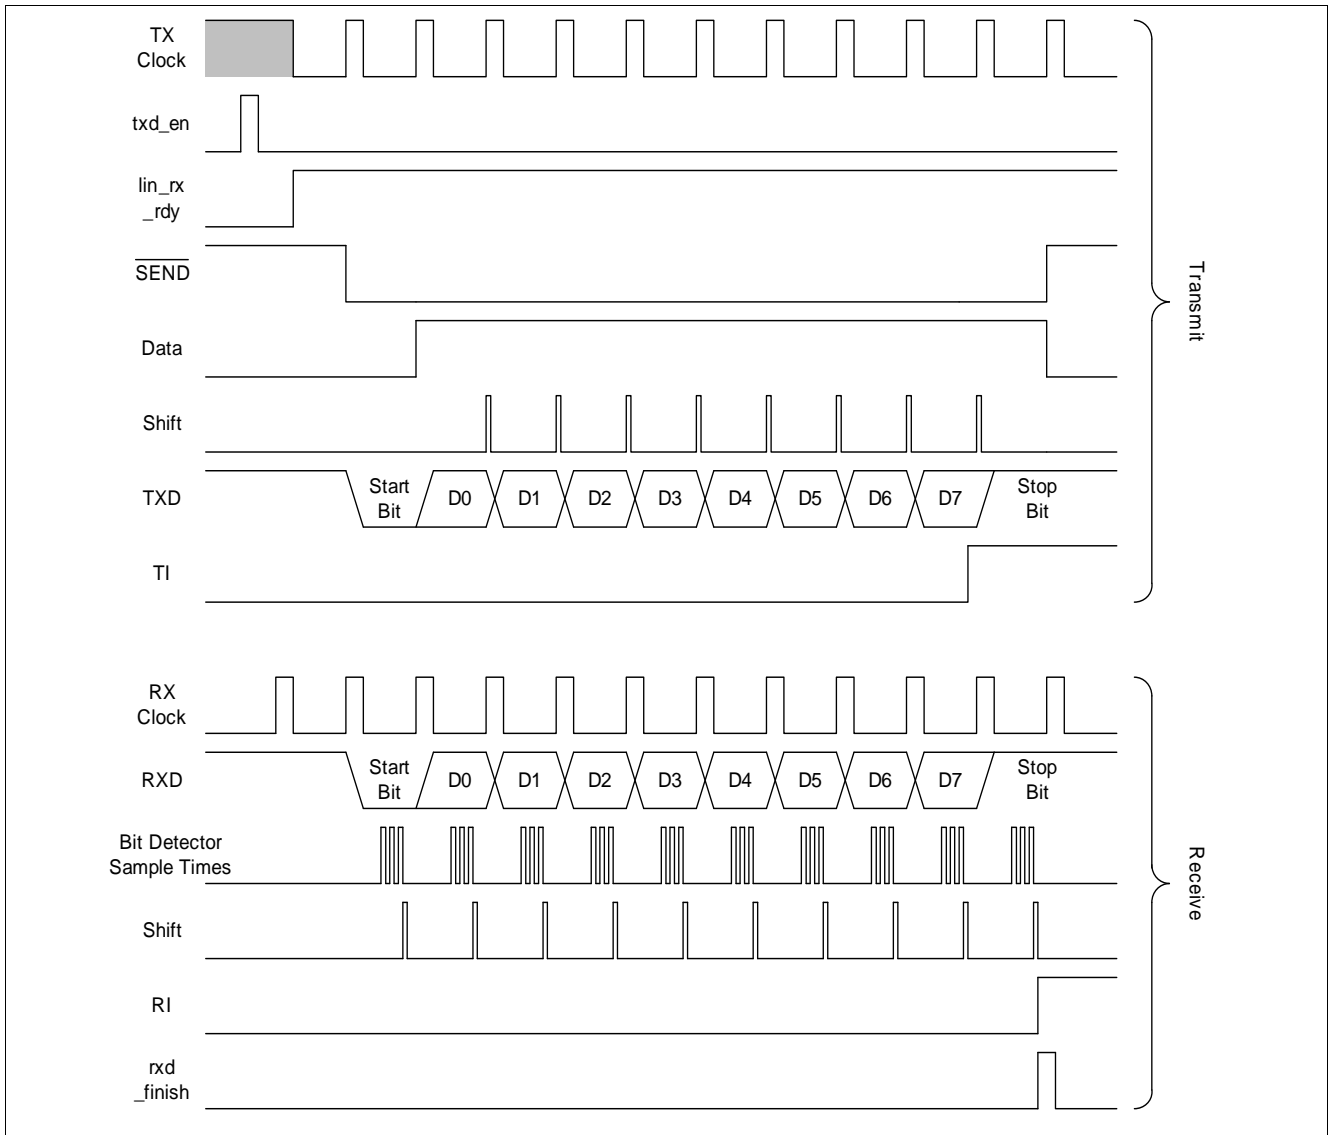 TX
Clock
txd_en
lin_rx
_rdy
SEND
Data
Shift
TXD
Start
Bit
D0
D1
D2
D3
D4
D5
D6
D7
Stop
Bit
TI
Transmit
RX
Clock
RXD
Start
Bit
D0
D1
D2
D3
D4
D5
D6
D7
Stop
Bit
Bit Detector
Sample Times
Shift
RI
rxd
_finish
Receive